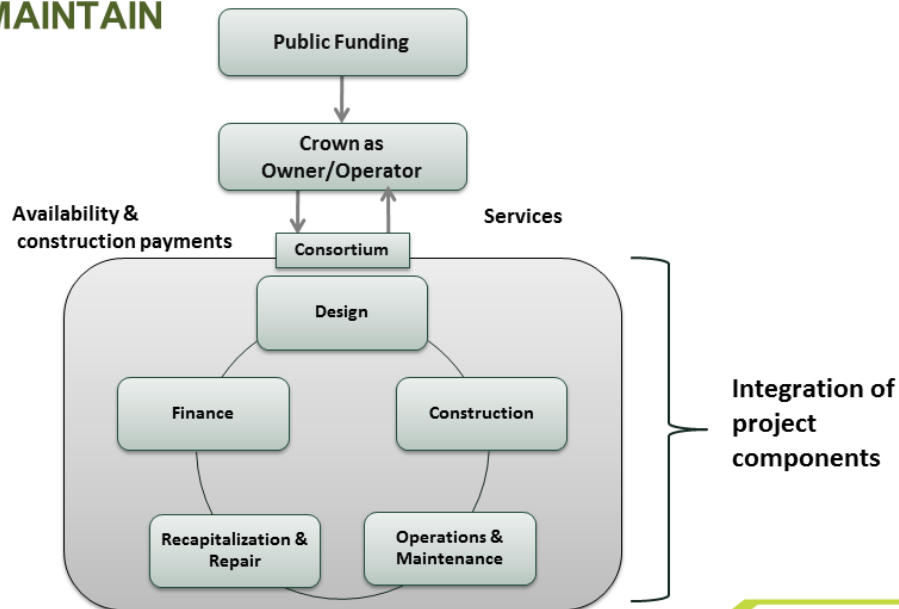 MAINTAIN
Public Funding
Crown as
Owner/Operator
Availability &
construction payments
Services
Consortium
Design
Finance
Construction
Integration of
project
components
Recapitalization &
Repair
Operations &
Maintenance